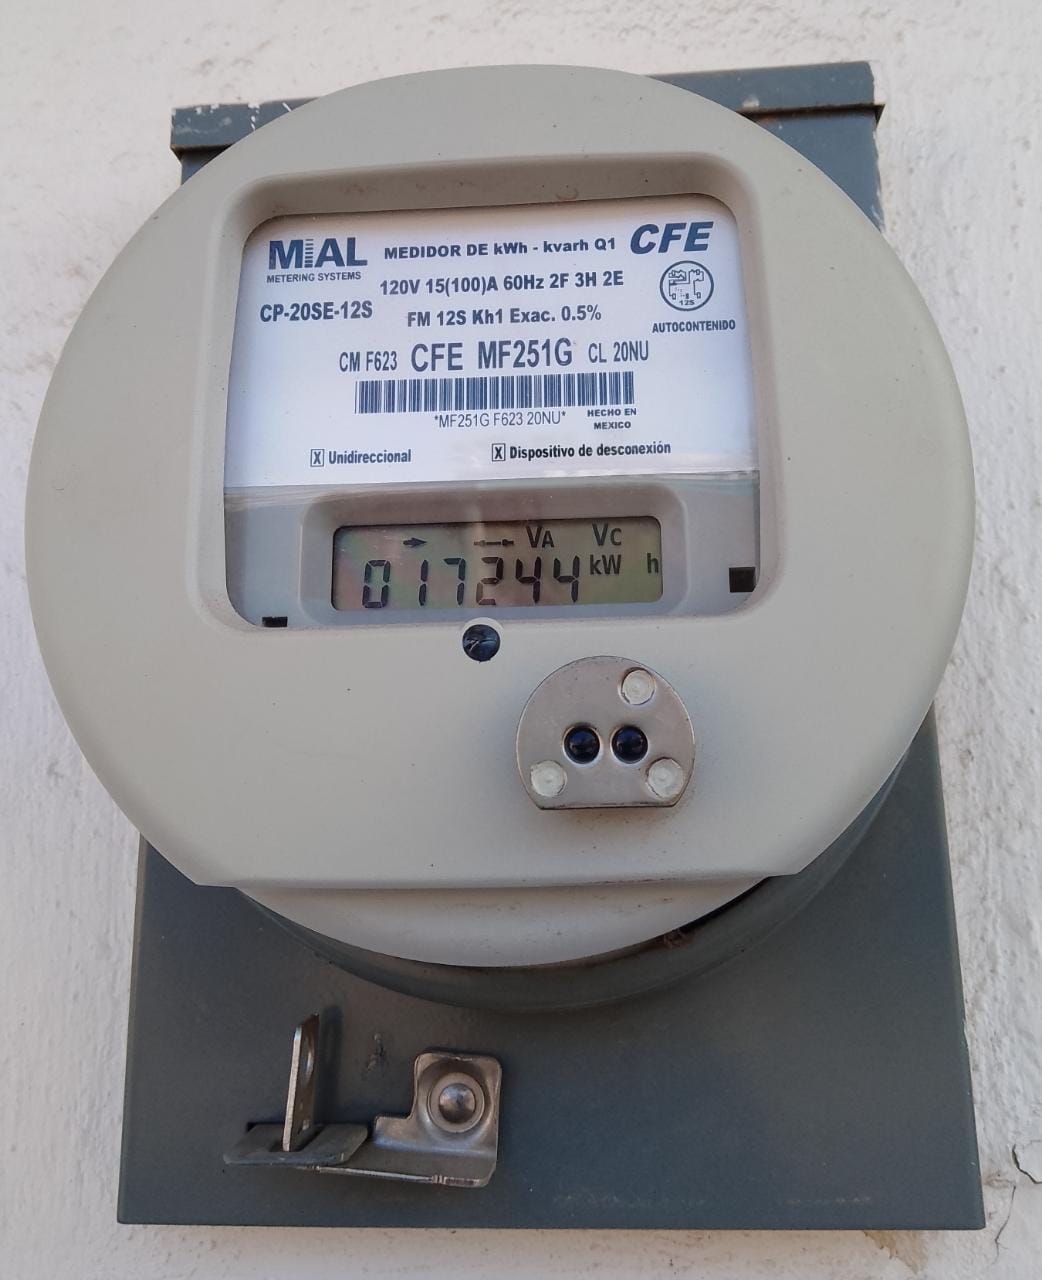 MIAL
METERING SYSTEMS
MEDIDOR DE kWh - kvarh Q1
CFE
120V 15(100)A 60Hz 2F 3H 2E
CP-20SE-12S
FM 12S Kh1 Exac. 0.5%
12S
AUTOCONTENIDO
CM F623 CFE MF251G CL 20NU
*MF251G F623 20NU*
HECHO EN
MEXICO
X Unidireccional
X Dispositivo de desconexión
VA VC
017244 kW h